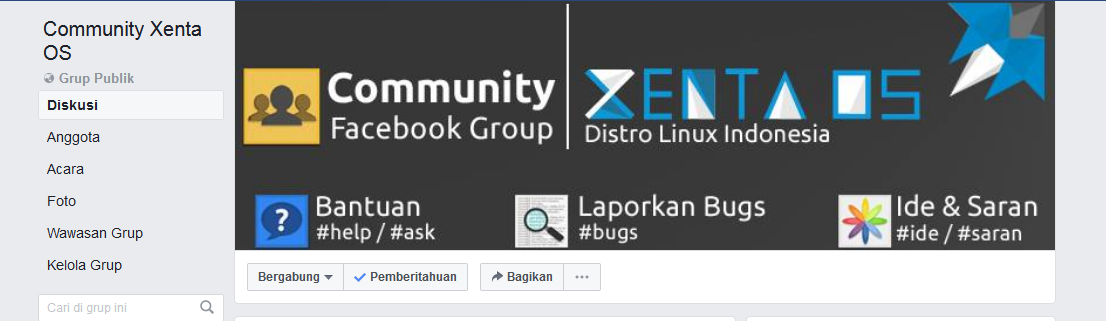 Community Xenta
OS
Grup Publik
Diskusi
Anggota
Acara
Foto
Wawasan Grup
Kelola Grup
Cari di grup ini
Community
Facebook Group
XENTA OS
Distro Linux Indonesia
Bantuan
#help / #ask
Laporkan Bugs
#bugs
Ide & Saran
#ide / #saran
Bergabung
Pemberitahuan
Bagikan